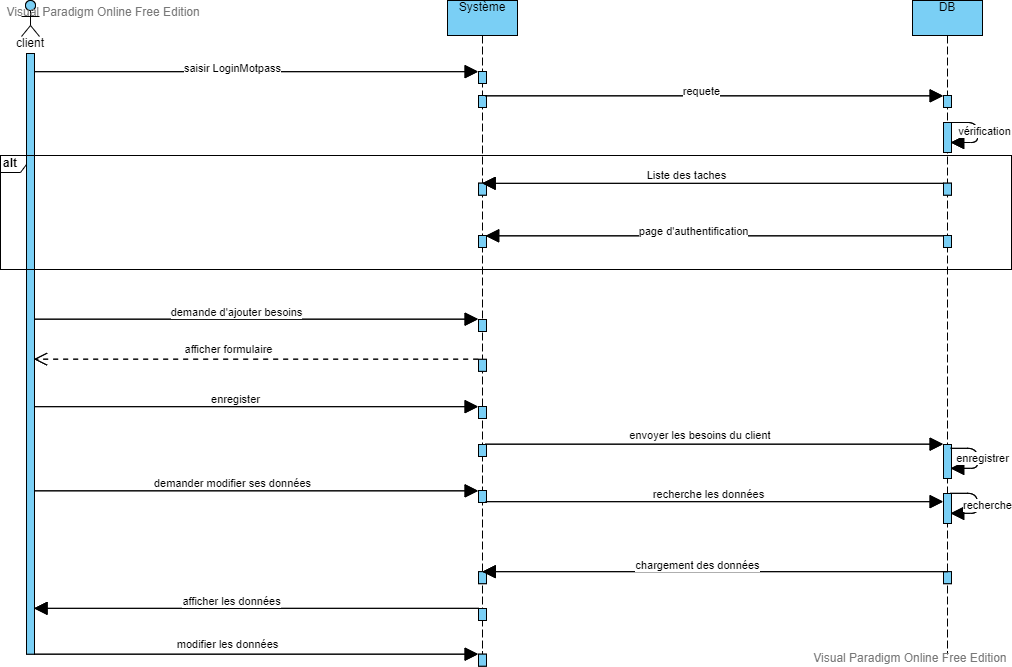 Visual Paradigm Online Free Edition
Système
DB
client
saisir LoginMotpass
requete
vérification
alt
Liste des taches
page d'authentification
demande d'ajouter besoins
afficher formulaire
enregister
envoyer les besoins du client
enregistrer
demander modifier ses données
recherche les données
recherche
chargement des données
afficher les données
modifier les données
Visual Paradigm Online Free Edition